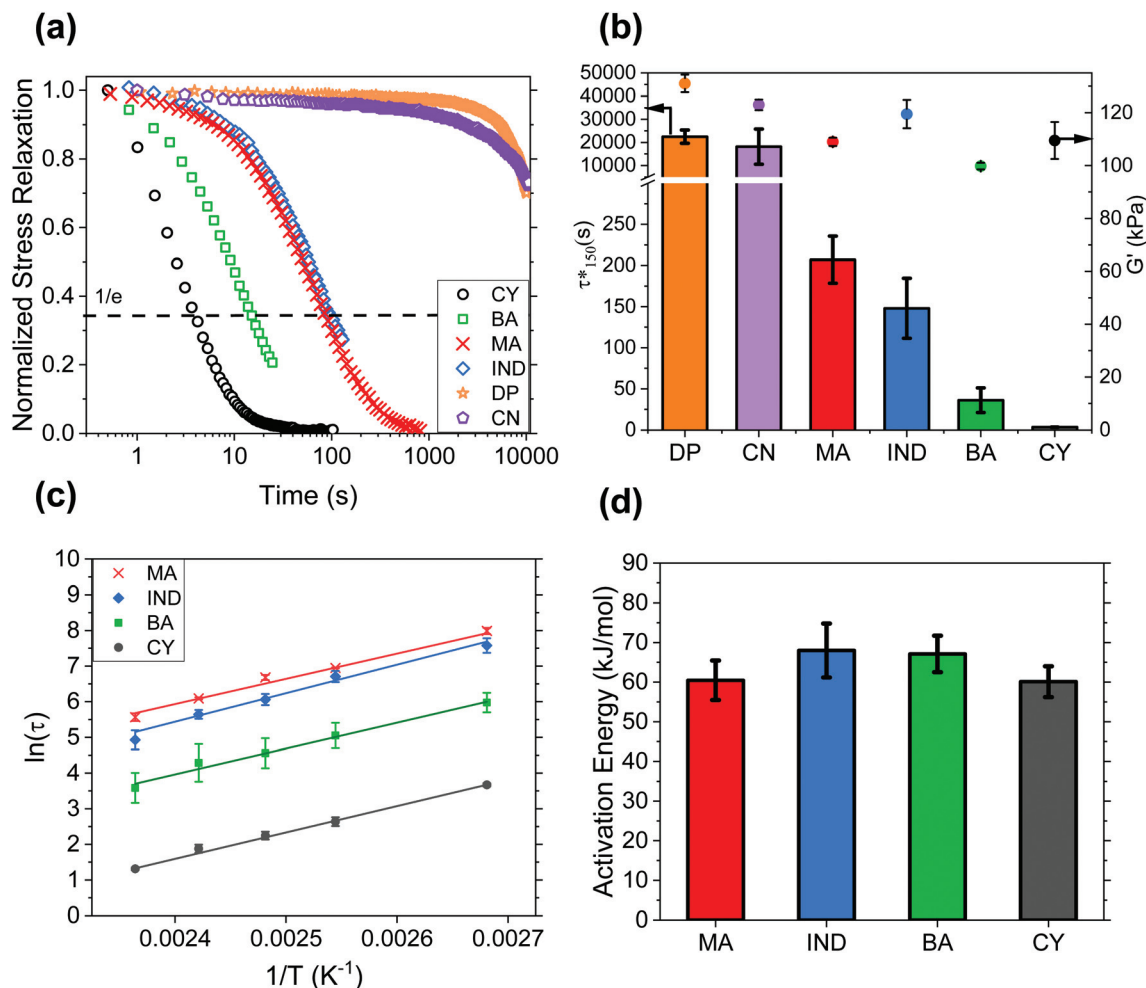 (a)
Normalized Stress Relaxation
1.0
0.8
0.6
0.4
0.2
0.0
1/e
CY
BA
MA
IND
DP
CN
1 10 100 1000 10000
Time (s)
(b)
τ*150(s)
50000
40000
30000
20000
10000
250
200
150
100
50
0
120
100
80
60
40
20
0
G' (kPa)
DP CN MA IND BA CY
(c)
ln(τ)
10
9
8
7
6
5
4
3
2
1
0
MA
IND
BA
CY
0.0024 0.0025 0.0026 0.0027
1/T (K-1)
(d)
Activation Energy (kJ/mol)
90
80
70
60
50
40
30
20
10
0
MA IND BA CY